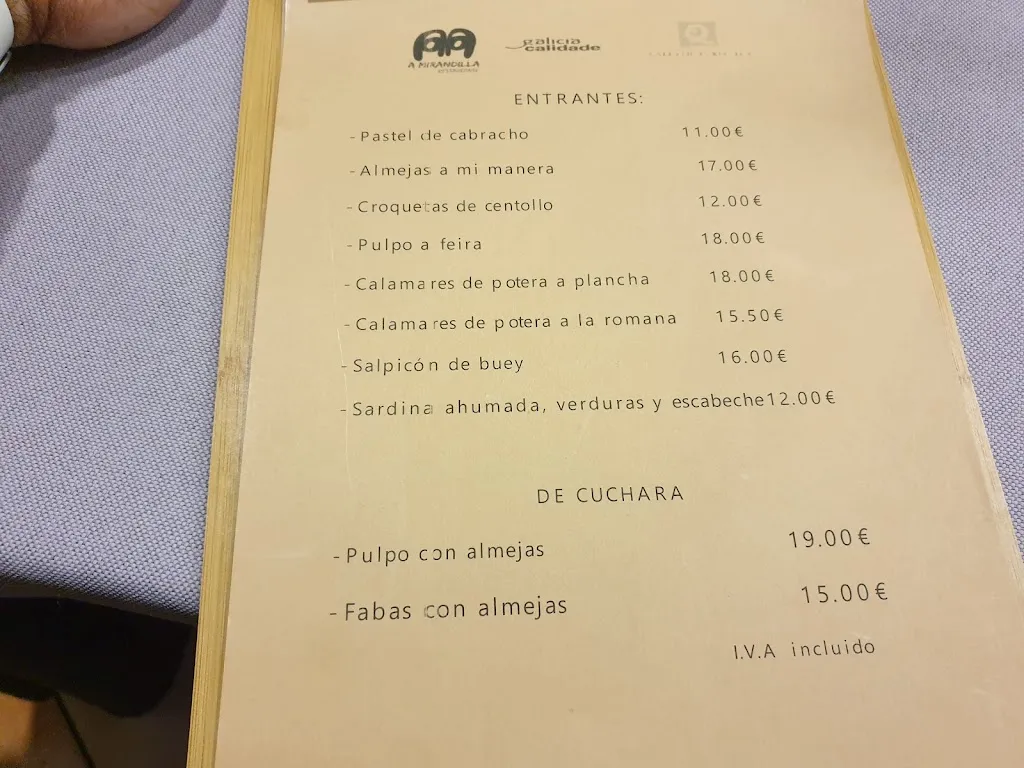 A MIRANDILLA
galicia
calidade
ENTRANTES:
- Pastel de cabracho 11.00€
- Almejas a mi manera 17.00€
- Croquetas de centollo 12.00€
- Pulpo a feira 18.00€
- Calamares de potera a plancha 18.00€
- Calamares de potera a la romana 15.50€
- Salpicón de buey 16.00€
- Sardina ahumada, verduras y escabeche12.00€
DE CUCHARA
- Pulpo con almejas 19.00€
- Fabas con almejas 15.00€
I.V.A incluido